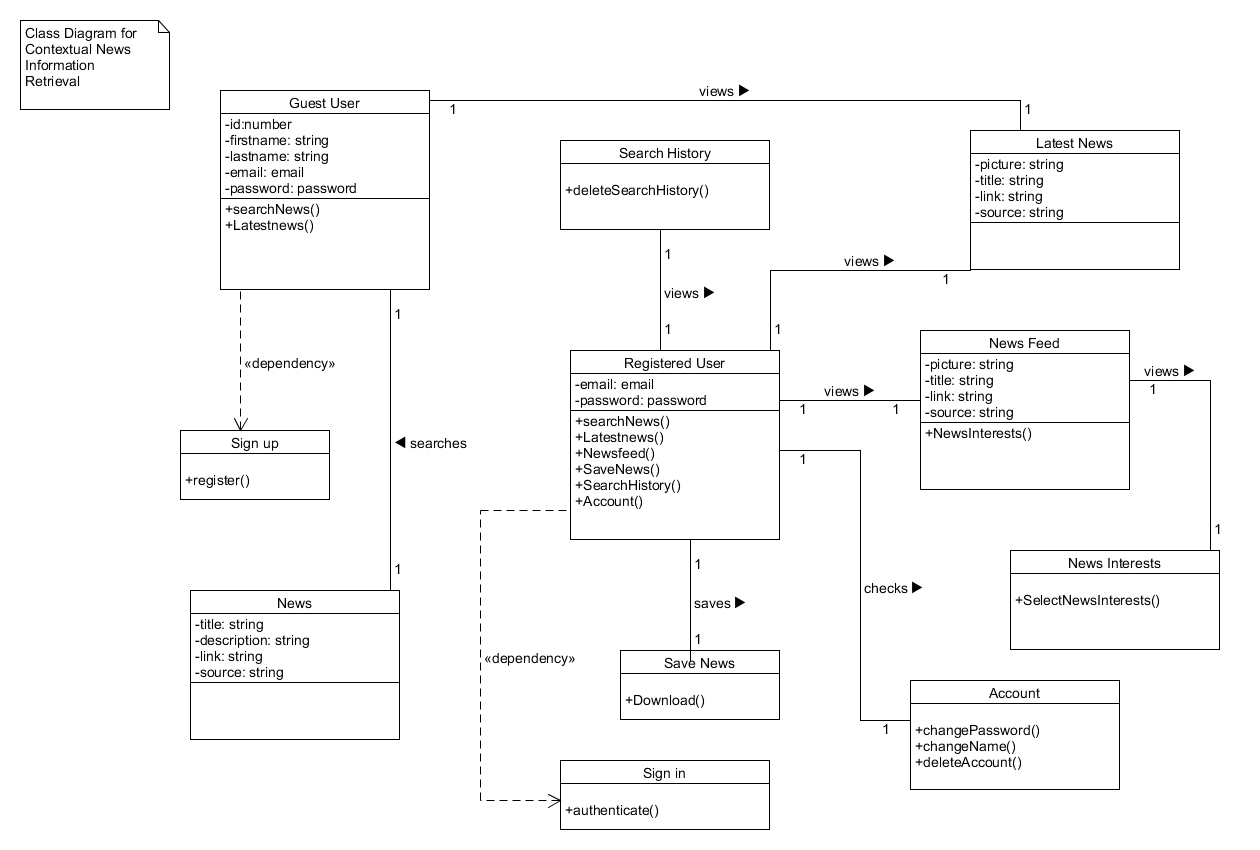 Class Diagram for
Contextual News
Information
Retrieval
Guest User
-id:number
-firstname: string
-lastname: string
-email: email
-password: password
+searchNews()
+Latestnews()
views ▶
1
1
Search History
+deleteSearchHistory()
Latest News
-picture: string
-title: string
-link: string
-source: string
1
views ▶
1
views ▶
1
1
1
«dependency»
Sign up
+register()
◀ searches
1
News
-title: string
-description: string
-link: string
-source: string
Registered User
-email: email
-password: password
+searchNews()
+Latestnews()
+Newsfeed()
+SaveNews()
+SearchHistory()
+Account()
views ▶
1
1
News Feed
-picture: string
-title: string
-link: string
-source: string
+NewsInterests()
views ▶
1
1
News Interests
+SelectNewsInterests()
1
checks ▶
1
Account
+changePassword()
+changeName()
+deleteAccount()
1
saves ▶
1
Save News
+Download()
«dependency»
Sign in
+authenticate()